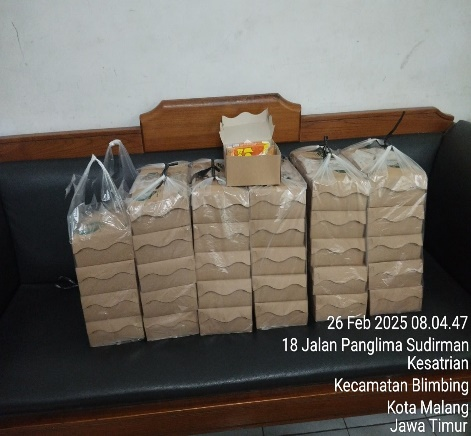 26 Feb 2025 08.04.47
18 Jalan Panglima Sudirman
Kesatrian
Kecamatan Blimbing
Kota Malang
Jawa Timur